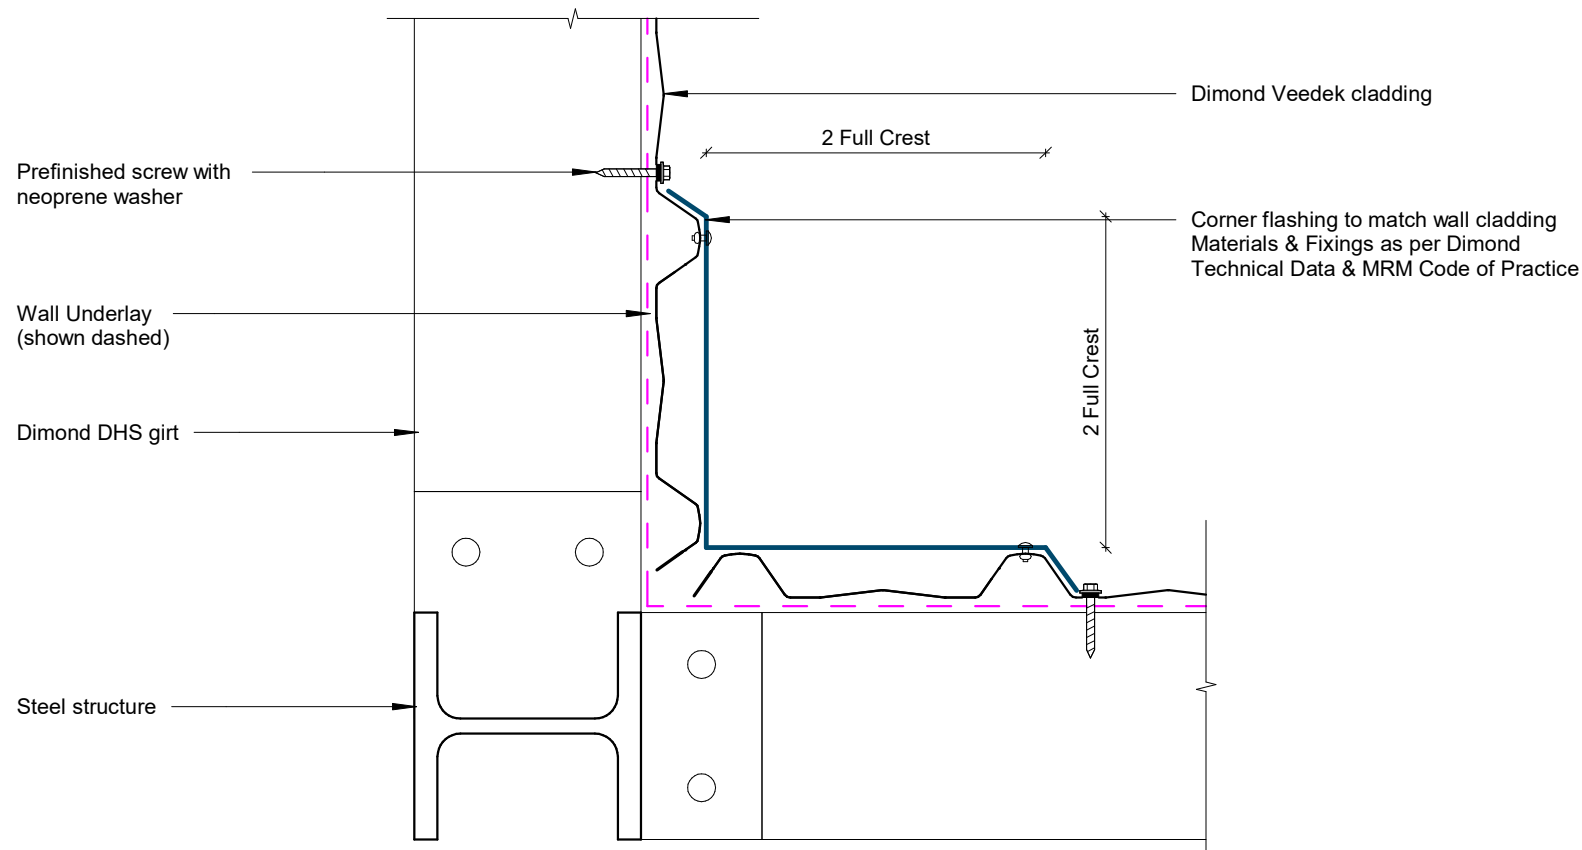 Dimond Veedek cladding
2 Full Crest
Prefinished screw with
neoprene washer
Corner flashing to match wall cladding
Materials & Fixings as per Dimond
Technical Data & MRM Code of Practice
Wall Underlay
(shown dashed)
2 Full Crest
Dimond DHS girt
Steel structure